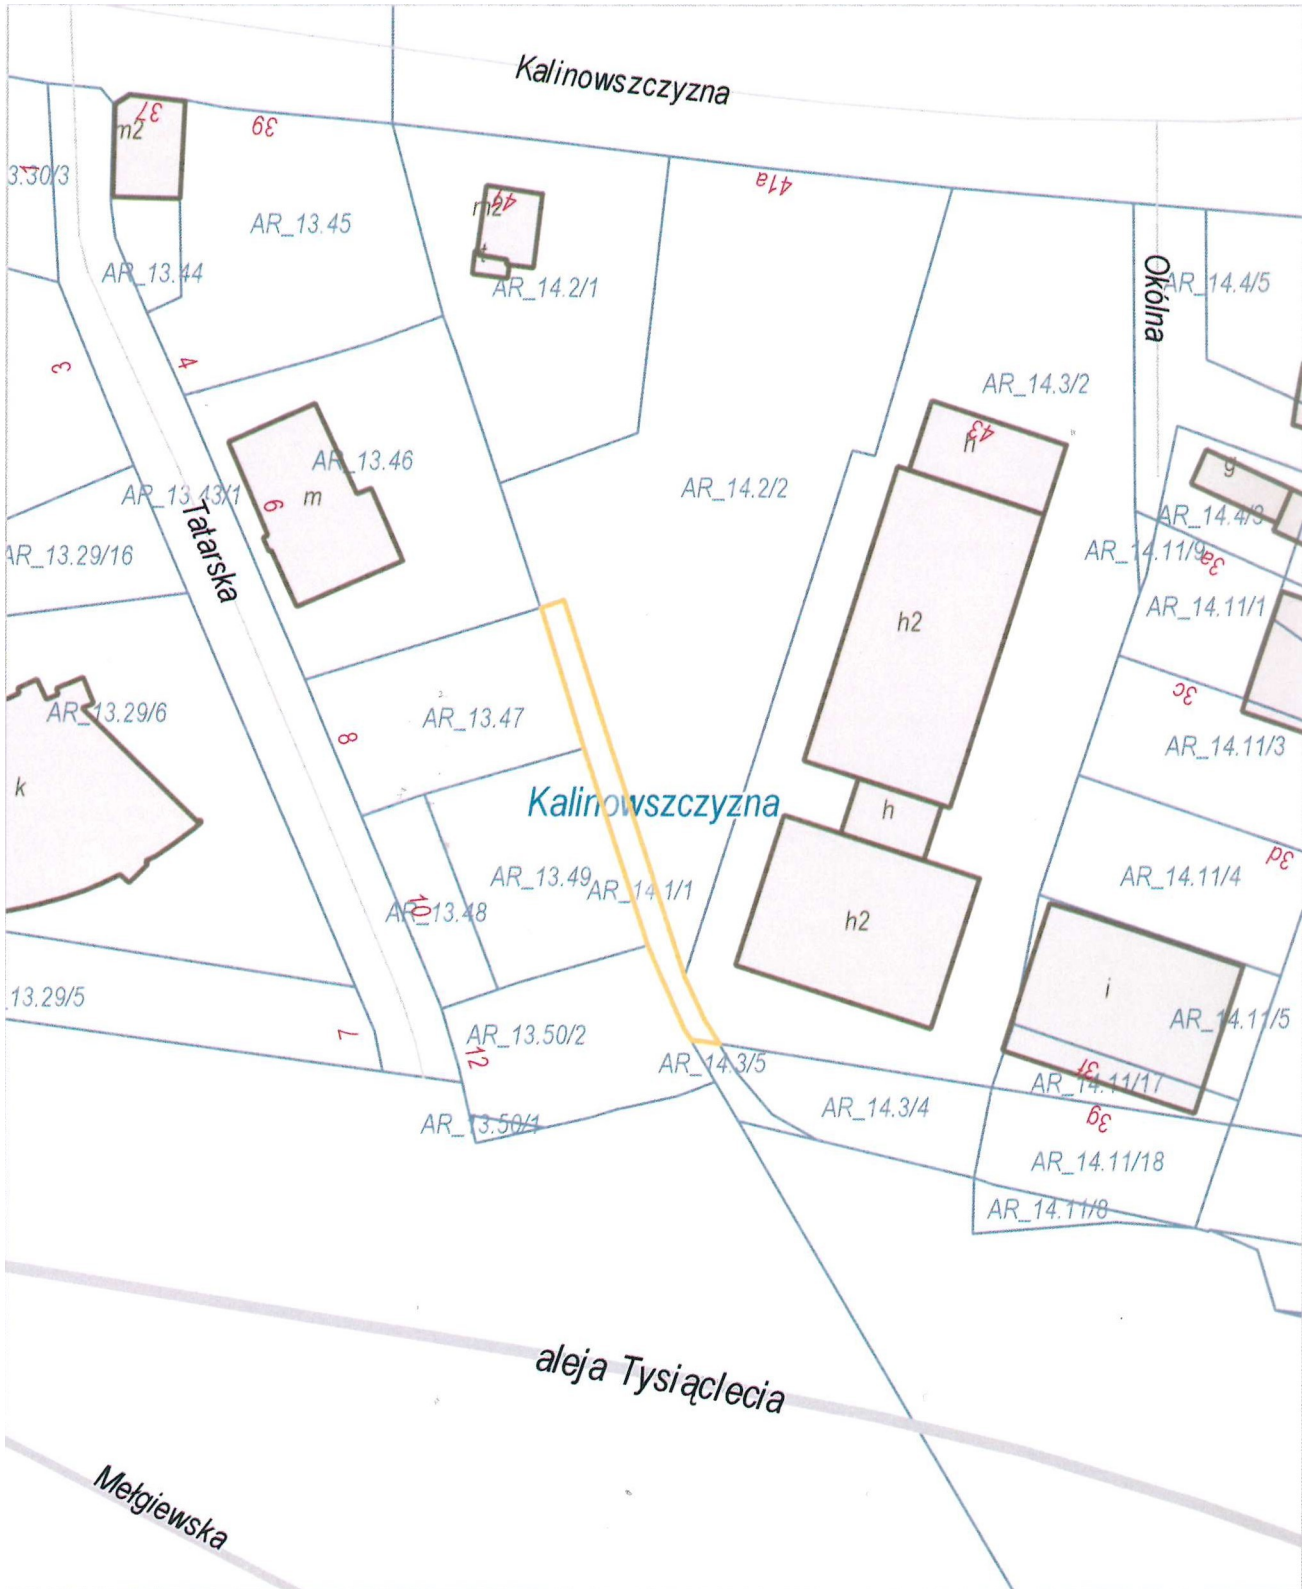 Kalinowszczyzna
37
m2
39
3.30/3
41a
AR_13.45
m2
t
AR_13.44
AR_14.2/1
Okólna
AR_14.4/5
3
4
AR_14.3/2
43
h
AR_13.46
m
6
AR_13.43/1
Tatarska
AR_14.2/2
g
AR_14.4/3
AR_14.11/9
3a
AR_13.29/16
AR_14.11/1
h2
3c
AR_13.29/6
AR_13.47
8
AR_14.11/3
k
Kalinowszczyzna
h
3d
AR_13.49
AR_14.1/1
AR_14.11/4
10
AR_13.48
h2
i
13.29/5
7
AR_13.50/2
12
AR_14.3/5
AR_14.11/5
3f
AR_14.11/17
AR_14.3/4
3g
AR_13.50/1
AR_14.11/18
AR_14.11/8
aleja Tysiąclecia
Mełgiewska